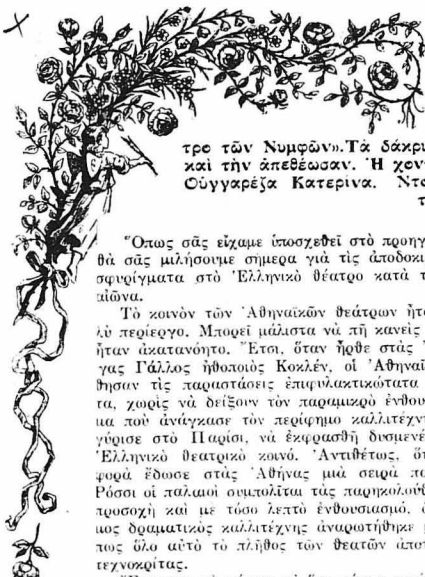 τρο τῶν Νυμφῶν».Τὰ δάκρυ
καὶ τὴν ἀπεθέωσαν. Ἡ χον
Οὑγγαρέζα Κατερίνα. Ντο
τ
Ὅπως σᾶς εἴχαμε ὑποσχεθεῖ στὸ προηγ
θὰ σᾶς μιλήσουμε σήμερα γιὰ τὶς ἀποδοκι
σφυρίγματα στὸ Ἑλληνικὸ θέατρο κατὰ τ
αἰῶνα.
Τὸ κοινὸν τῶν Ἀθηναϊκῶν θεάτρων ἦτα
λὺ περίεργο. Μπορεῖ μάλιστα νὰ πῆ κανεὶς
ἦταν ἀκατανόητο. Ἔτσι, ὅταν ἦρθε στὰς
γας Γάλλος ἠθοποιὸς Κοκλέν, οἱ Ἀθηναῖ
θησαν τὶς παραστάσεις ἐπιφυλακτικώτατα
τα, χωρὶς νὰ δείξουν τὸν παραμικρὸ ἐνθου
μα ποὺ ἀνάγκασε τὸν περίφημο καλλιτέχν
γύρισε στὸ Παρίσι, νὰ ἐκφρασθῆ δυσμενέ
Ἑλληνικὸ θεατρικὸ κοινό. Ἀντιθέτως, ὅτ
φορὰ ἔδωσε στὰς Ἀθήνας μιὰ σειρὰ πα
Ρόσσι οἱ παλαιοὶ συμπολῖται τὰς παρηκολούθ
προσοχὴ καὶ με τόσο λεπτὸ ἐνθουσιασμό,
μος δραματικὸς καλλιτέχνης ἀναρωτήθηκε
πως ὅλο αὐτὸ τὸ πλῆθος τῶν θεατῶν ἀποτ
τεχνοκρίτας.